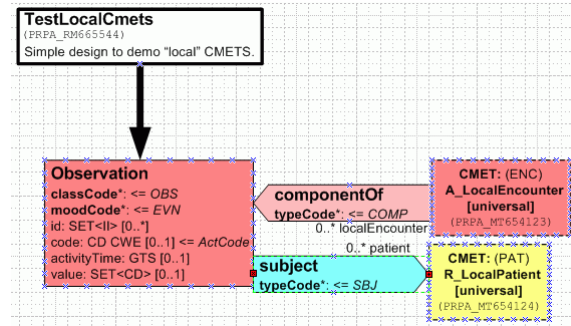 TestLocalCmets
(PRPA_RM665544)
Simple design to demo “local” CMETS.
Observation
classCode*: <= OBS
moodCode*: <= EVN
id: SET<II> [0..*]
code: CD CWE [0..1] <= ActCode
activityTime: GTS [0..1]
value: SET<CD> [0..1]
componentOf
typeCode*: <= COMP
0..* localEncounter
CMET: (ENC)
A_LocalEncounter
[universal]
(PRPA_MT654123)
0..* patient
subject
typeCode*: <= SBJ
CMET: (PAT)
R_LocalPatient
[universal]
(PRPA_MT654124)